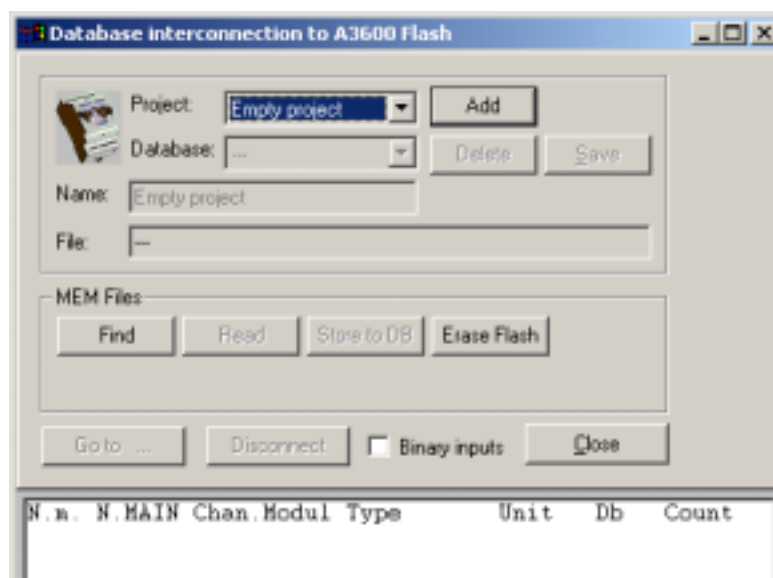 Database interconnection to A3600 Flash
Project: Empty project Add
Database: ... Delete Save
Name: Empty project
File: ---
MEM Files
Find Read Store to DB Erase Flash
Go to ... Disconnect Binary inputs Close
N.m. N.MAIN Chan.Modul Type Unit Db Count